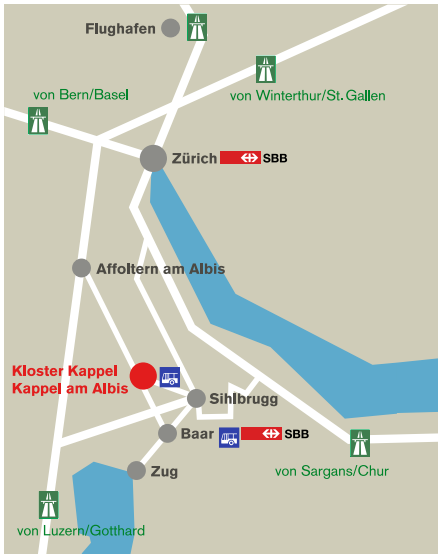 Flughafen
von Bern/Basel
von Winterthur/St. Gallen
Zürich SBB
Affoltern am Albis
Kloster Kappel
Kappel am Albis
Sihlbrugg
Baar SBB
Zug
von Sargans/Chur
von Luzern/Gotthard